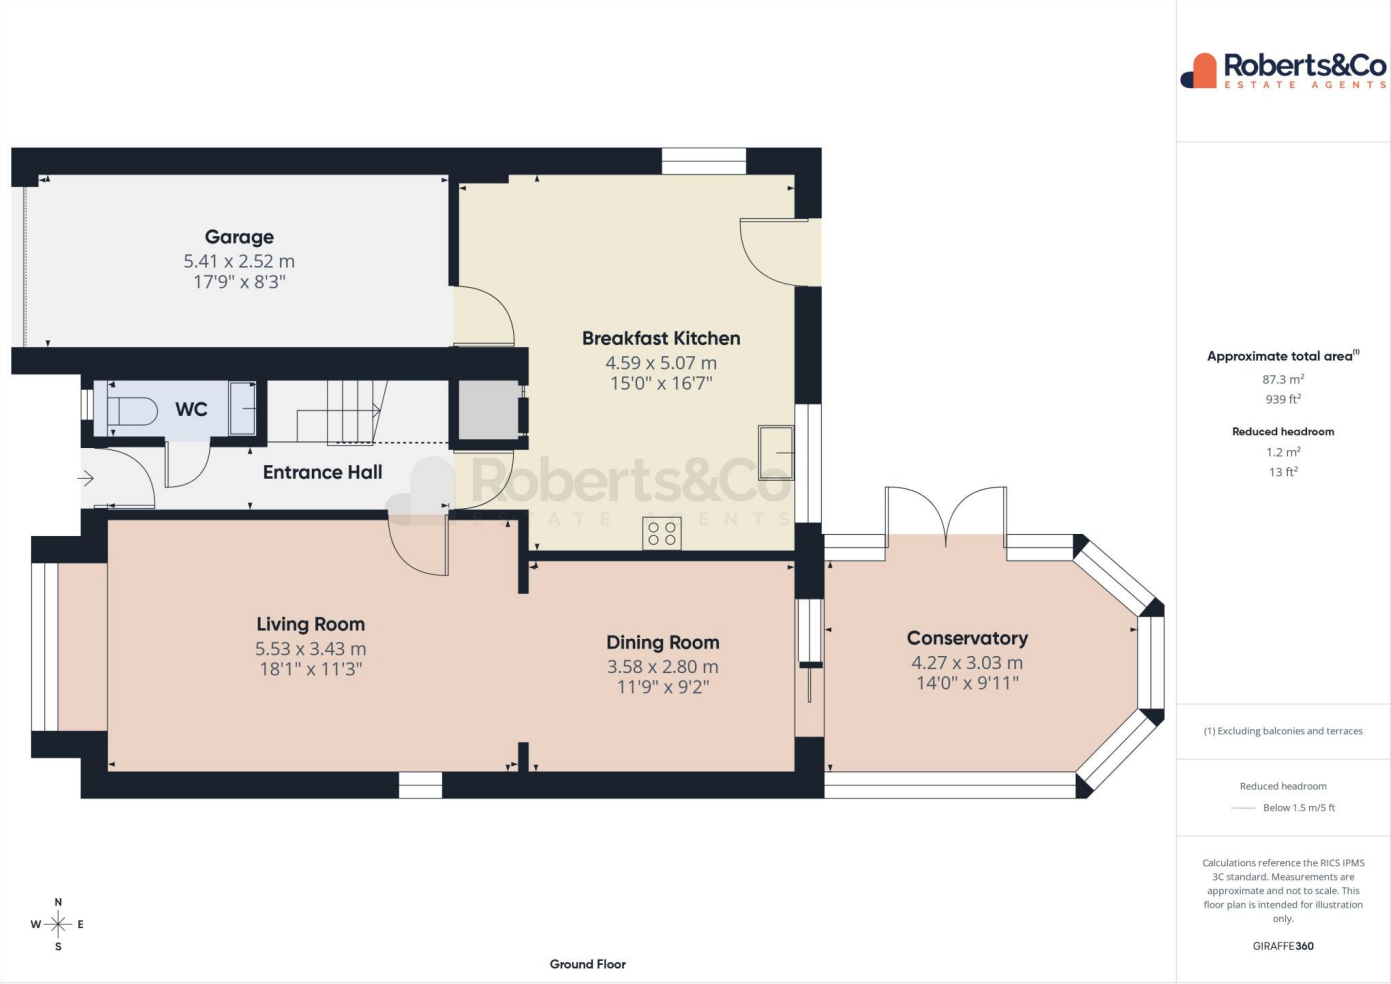 Roberts&Co
ESTATE AGENTS
Garage
5.41 x 2.52 m
17'9" x 8'3"
Breakfast Kitchen
4.59 x 5.07 m
15'0" x 16'7"
WC
Entrance Hall
Roberts&Co
ESTATE AGENTS
Living Room
5.53 x 3.43 m
18'1" x 11'3"
Dining Room
3.58 x 2.80 m
11'9" x 9'2"
Conservatory
4.27 x 3.03 m
14'0" x 9'11"
N
W E
S
Ground Floor
Approximate total area(1)
87.3 m²
939 ft²
Reduced headroom
1.2 m²
13 ft²
(1) Excluding balconies and terraces
Reduced headroom
Below 1.5 m/5 ft
Calculations reference the RICS IPMS
3C standard. Measurements are
approximate and not to scale. This
floor plan is intended for illustration
only.
GIRAFFE360